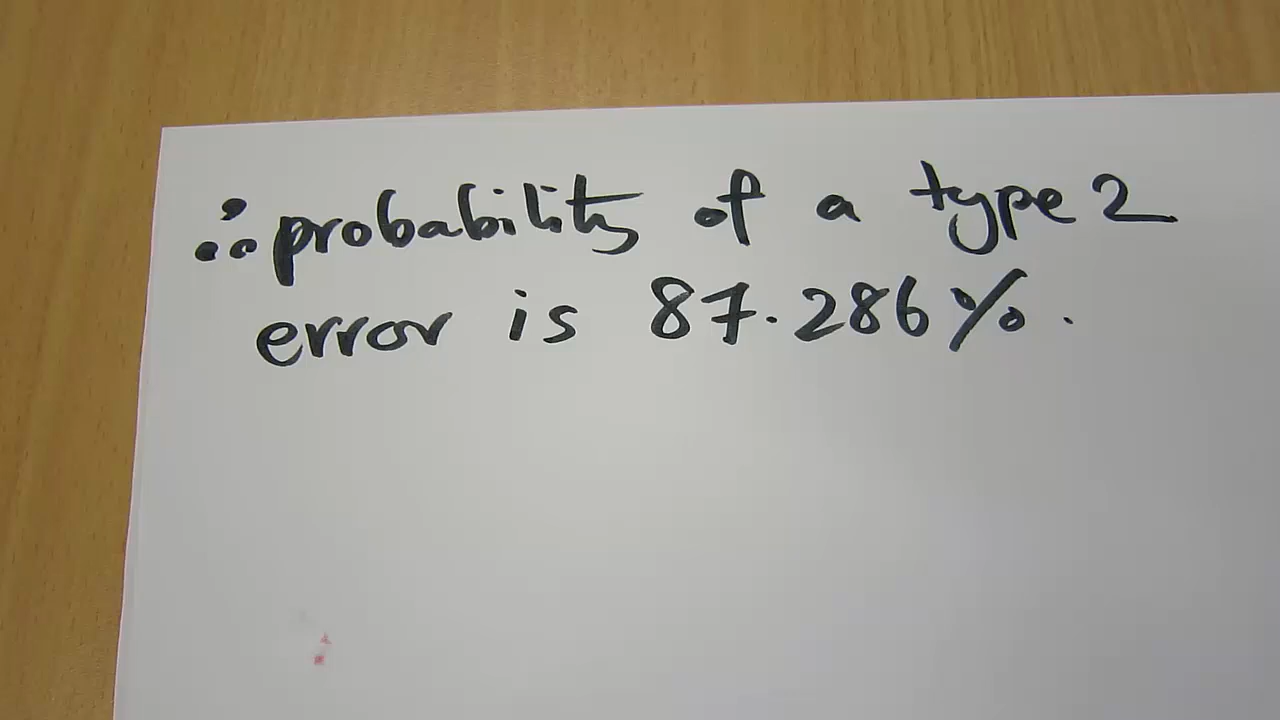 ∴ probability of a type 2
error is 87.286%.